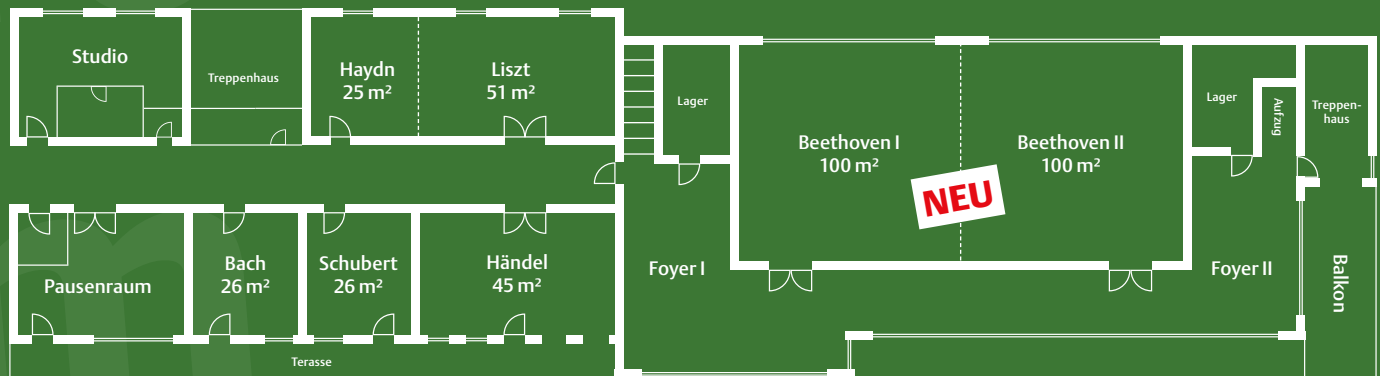 Studio
Treppenhaus
Haydn
25 m²
Liszt
51 m²
Lager
Beethoven I
100 m²
Beethoven II
100 m²
NEU
Lager
Aufzug
Treppen-
haus
Pausenraum
Bach
26 m²
Schubert
26 m²
Händel
45 m²
Foyer I
Foyer II
Balkon
Terasse